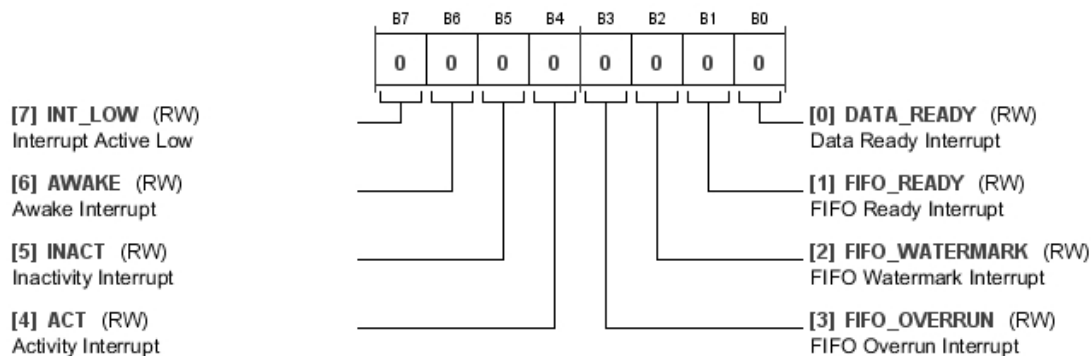 B7 B6 B5 B4 B3 B2 B1 B0
0 0 0 0 0 0 0 0
[7] INT_LOW (RW)
Interrupt Active Low
[6] AWAKE (RW)
Awake Interrupt
[5] INACT (RW)
Inactivity Interrupt
[4] ACT (RW)
Activity Interrupt
[0] DATA_READY (RW)
Data Ready Interrupt
[1] FIFO_READY (RW)
FIFO Ready Interrupt
[2] FIFO_WATERMARK (RW)
FIFO Watermark Interrupt
[3] FIFO_OVERRUN (RW)
FIFO Overrun Interrupt